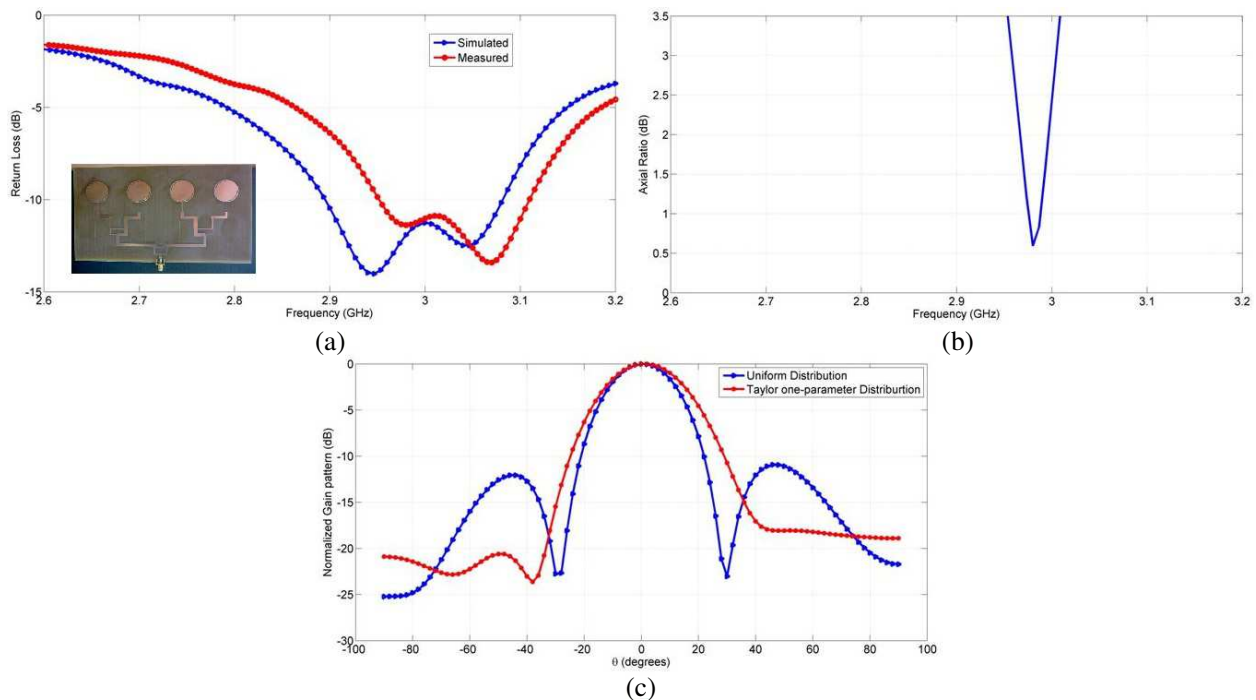 0
-5
-10
-15
Return Loss (dB)
Simulated
Measured
2.6 2.7 2.8 2.9 3 3.1 3.2
Frequency (GHz)
(a)
3.5
3
2.5
2
1.5
1
0.5
0
Axial Ratio (dB)
2.6 2.7 2.8 2.9 3 3.1 3.2
Frequency (GHz)
(b)
0
-5
-10
-15
-20
-25
-30
Normalized Gain pattern (dB)
Uniform Distribution
Taylor one-parameter Distriburtion
-100 -80 -60 -40 -20 0 20 40 60 80 100
θ (degrees)
(c)